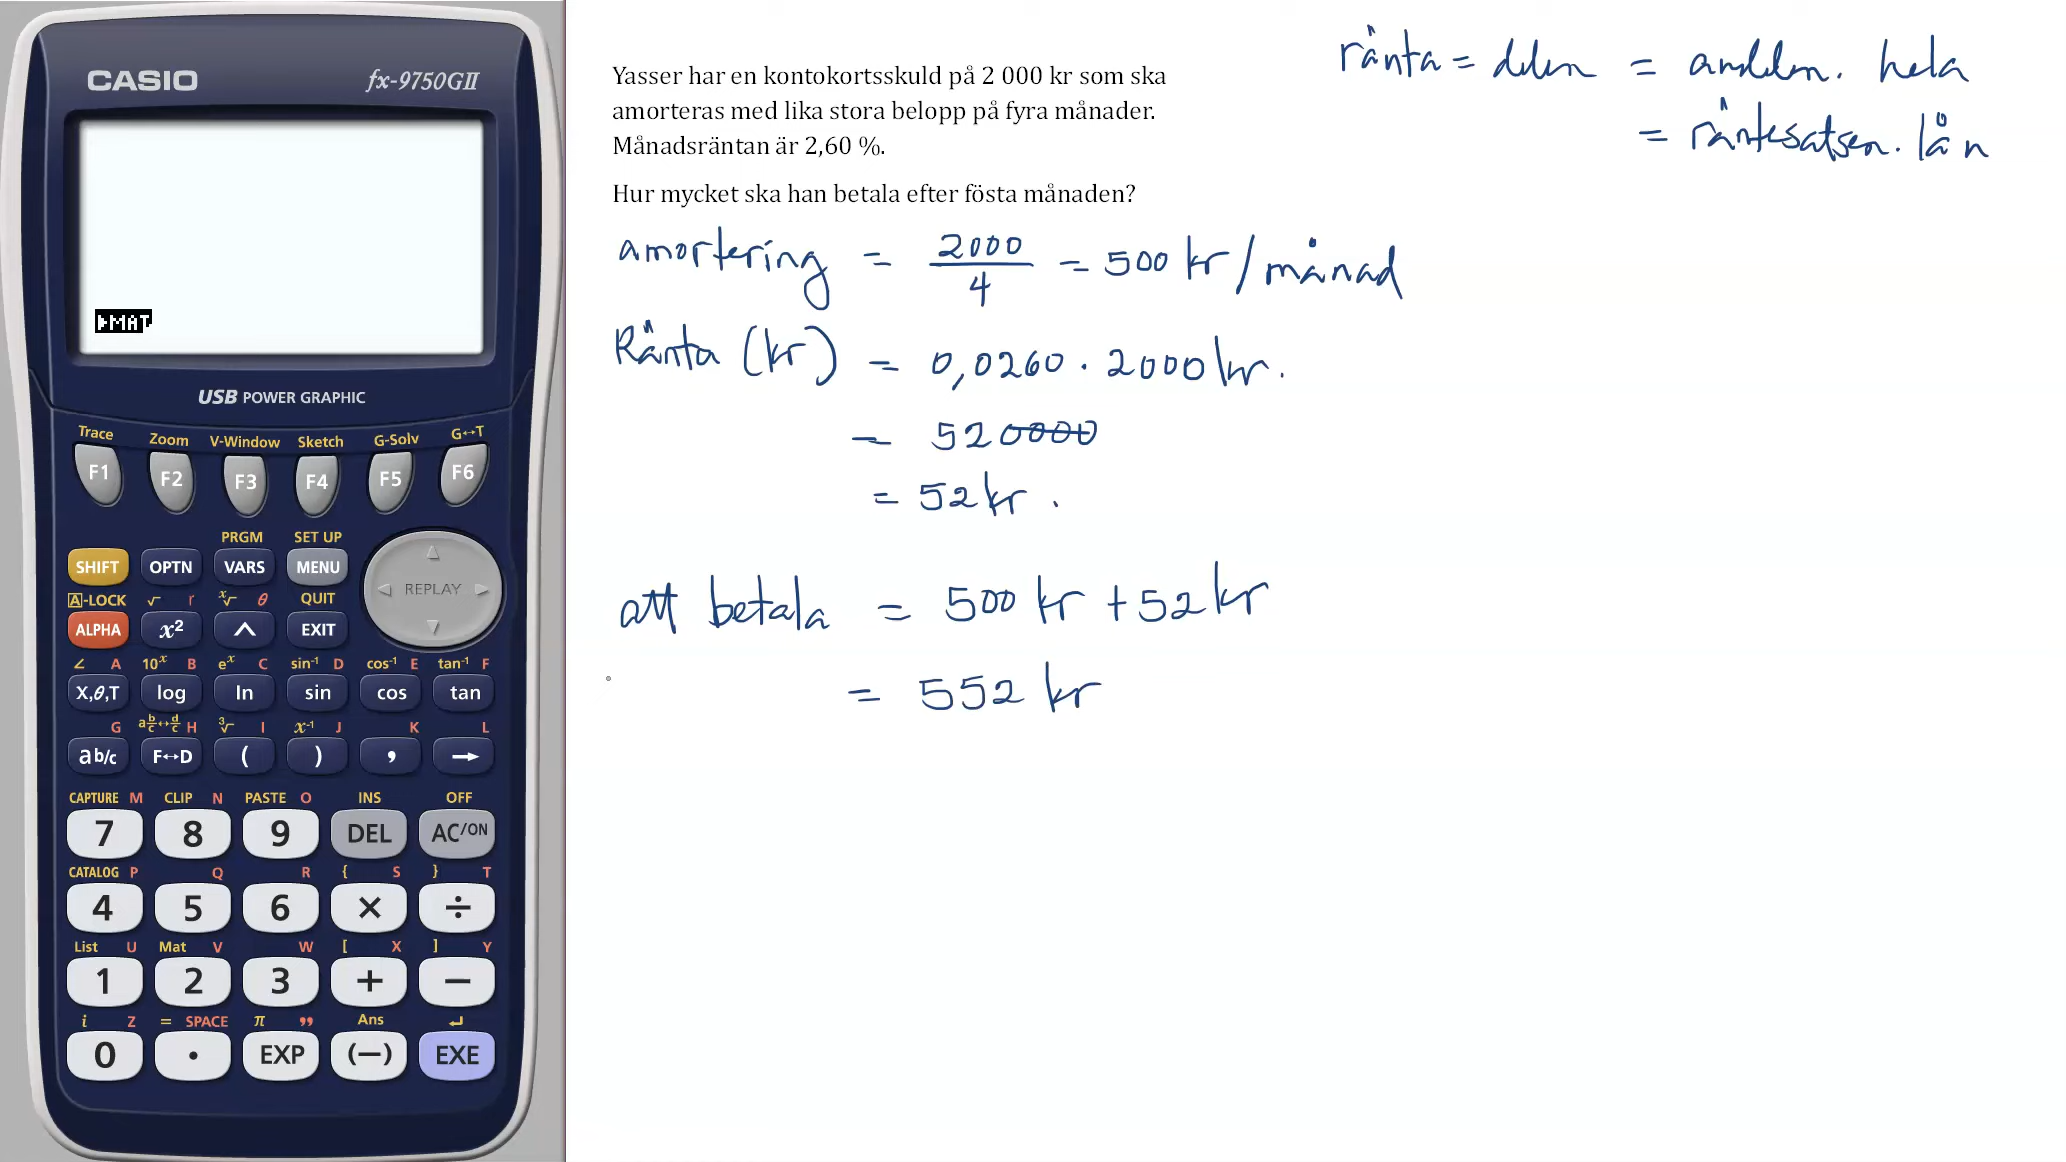 CASIO fx-9750GII
▶MAT
USB POWER GRAPHIC
Trace Zoom V-Window Sketch G-Solv G↔T
F1 F2 F3 F4 F5 F6
PRGM SET UP
SHIFT OPTN VARS MENU
REPLAY
A-LOCK √ r ˣ√ θ QUIT
ALPHA x² ^ EXIT
∠ A 10ˣ B eˣ C sin⁻¹ D cos⁻¹ E tan⁻¹ F
X,θ,T log ln sin cos tan
G a b/c↔d/c H ³√ I x⁻¹ J K L
a b/c F↔D ( ) , →
CAPTURE M CLIP N PASTE O INS OFF
7 8 9 DEL AC/ON
CATALOG P Q R { S } T
4 5 6 × ÷
List U Mat V W [ X ] Y
1 2 3 + −
i Z = SPACE π " Ans ↵
0 . EXP (−) EXE
Yasser har en kontokortsskuld på 2 000 kr som ska
amorteras med lika stora belopp på fyra månader.
Månadsräntan är 2,60 %.
Hur mycket ska han betala efter fösta månaden?
ränta = delen = andelen · hela
= räntesatsen · lån
amortering = 2000/4 = 500 kr/månad
Ränta (kr) = 0,0260 · 2000 kr.
= 520000
= 52 kr .
att betala = 500 kr + 52 kr
= 552 kr